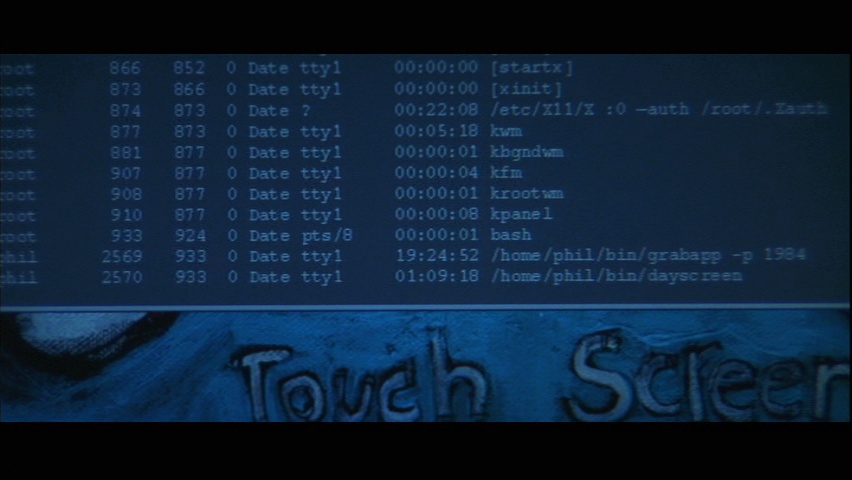 root 866 852 0 Date tty1 00:00:00 [startx]
root 873 866 0 Date tty1 00:00:00 [xinit]
root 874 873 0 Date ? 00:22:08 /etc/X11/X :0 -auth /root/.Xauth
root 877 873 0 Date tty1 00:05:18 kwm
root 881 877 0 Date tty1 00:00:01 kbgndwm
root 907 877 0 Date tty1 00:00:04 kfm
root 908 877 0 Date tty1 00:00:01 krootwm
root 910 877 0 Date tty1 00:00:08 kpanel
root 933 924 0 Date pts/8 00:00:01 bash
phil 2569 933 0 Date tty1 19:24:52 /home/phil/bin/grabapp -p 1984
phil 2570 933 0 Date tty1 01:09:18 /home/phil/bin/dayscreen
Touch Screen